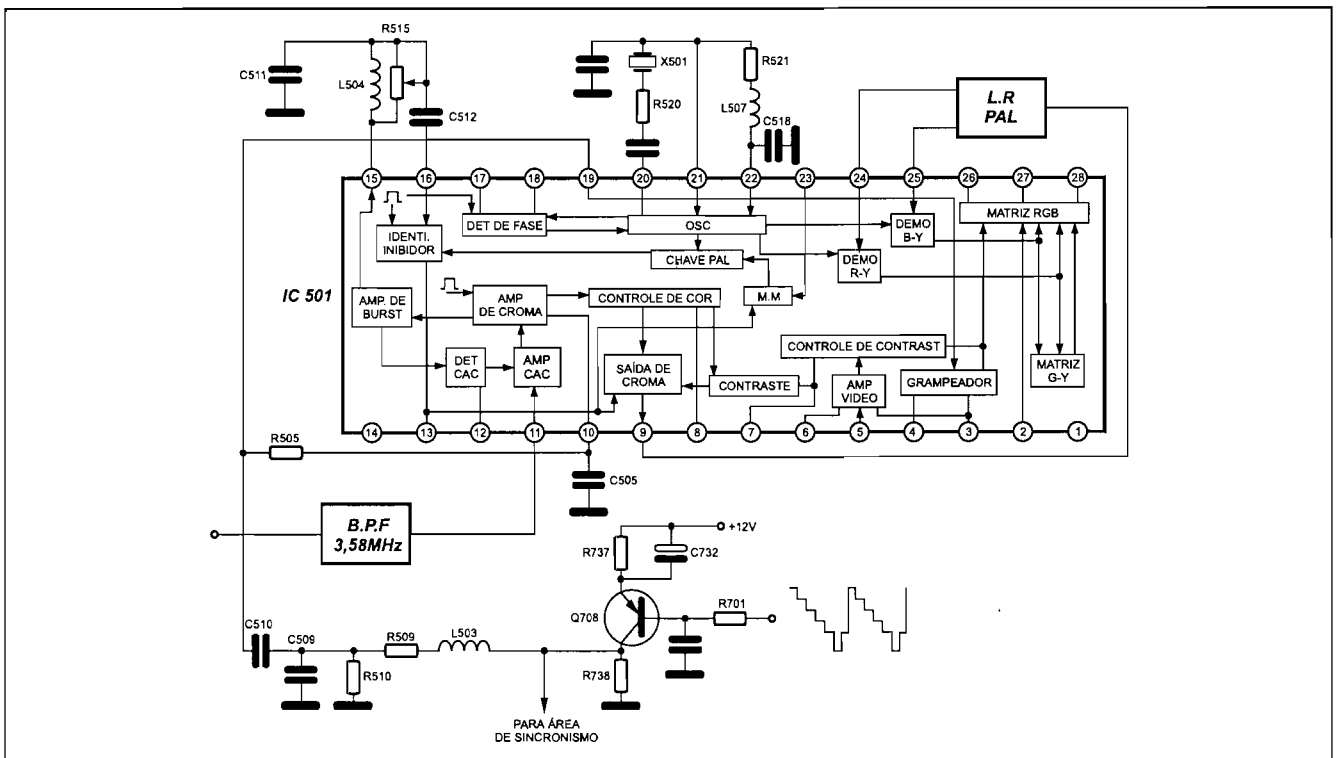 R515
C511
L504
C512
X501
R520
R521
L507
C518
L.R
PAL
15
16
17
18
19
20
21
22
23
24
25
26
27
28
IC 501
IDENTI.
INIBIDOR
DET DE FASE
OSC
CHAVE PAL
M.M
DEMO
B-Y
DEMO
R-Y
MATRIZ RGB
AMP. DE
BURST
AMP
DE CROMA
CONTROLE DE COR
DET
CAC
AMP
CAC
SAÍDA DE
CROMA
CONTRASTE
CONTROLE DE CONTRAST
AMP
VIDEO
GRAMPEADOR
MATRIZ
G-Y
14
13
12
11
10
9
8
7
6
5
4
3
2
1
R505
C505
B.P.F
3,58MHz
+12V
R737
C732
Q708
R701
C510
C509
R510
R509
L503
R738
PARA ÁREA
DE SINCRONISMO